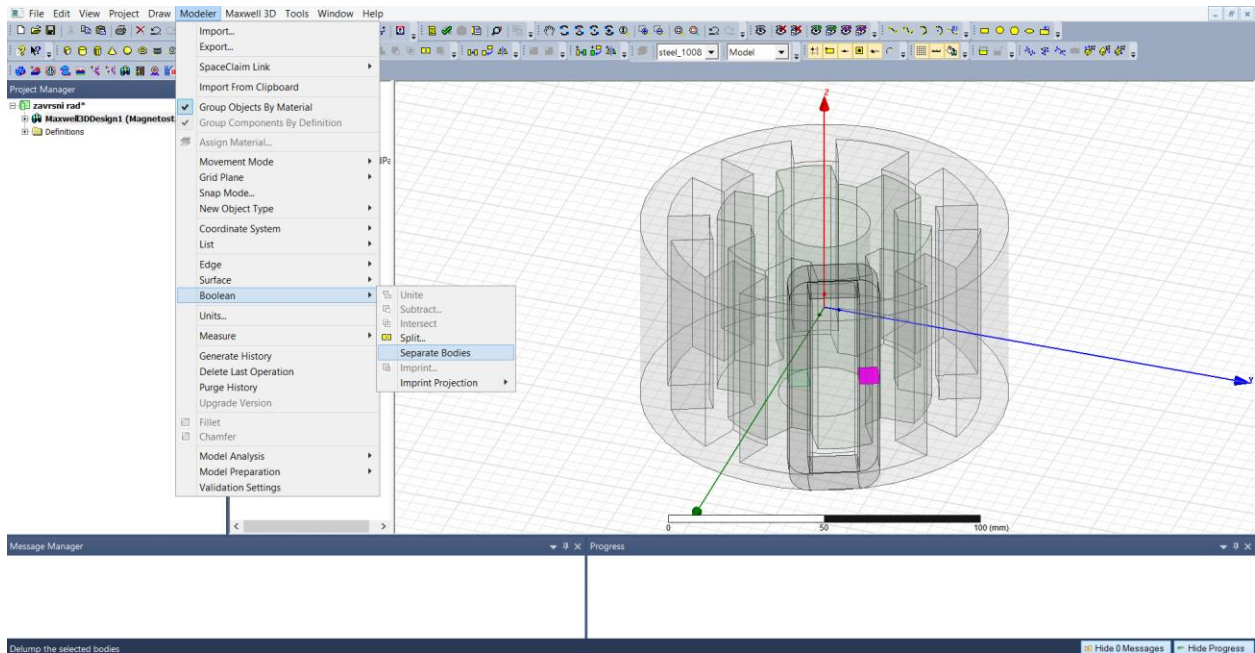 File Edit View Project Draw Modeler Maxwell 3D Tools Window Help
steel_1008 Model
Project Manager
zavrsni rad*
Maxwell3DDesign1 (Magnetost
Definitions
Import...
Export...
SpaceClaim Link
Import From Clipboard
Group Objects By Material
Group Components By Definition
Assign Material...
Movement Mode
Grid Plane
Snap Mode...
New Object Type
Coordinate System
List
Edge
Surface
Boolean
Units...
Measure
Generate History
Delete Last Operation
Purge History
Upgrade Version
Fillet
Chamfer
Model Analysis
Model Preparation
Validation Settings
Unite
Subtract...
Intersect
Split...
Separate Bodies
Imprint...
Imprint Projection
Z
Y
0 50 100 (mm)
Message Manager
Progress
Delump the selected bodies
Hide 0 Messages Hide Progress